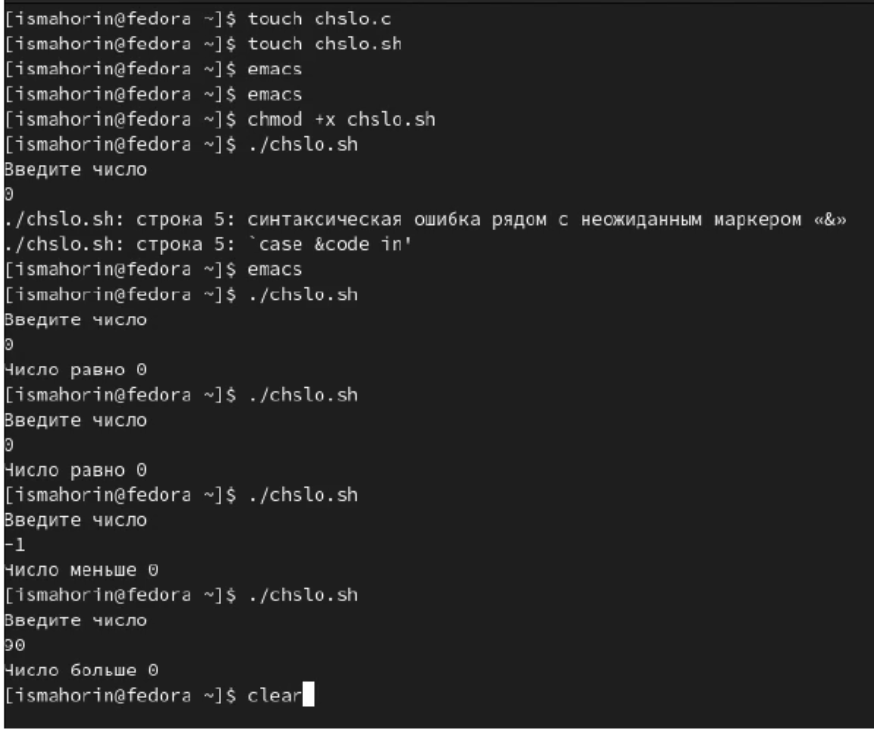 [ismahorin@fedora ~]$ touch chslo.c
[ismahorin@fedora ~]$ touch chslo.sh
[ismahorin@fedora ~]$ emacs
[ismahorin@fedora ~]$ emacs
[ismahorin@fedora ~]$ chmod +x chslo.sh
[ismahorin@fedora ~]$ ./chslo.sh
Введите число
0
./chslo.sh: строка 5: синтаксическая ошибка рядом с неожиданным маркером «&»
./chslo.sh: строка 5: `case &code in'
[ismahorin@fedora ~]$ emacs
[ismahorin@fedora ~]$ ./chslo.sh
Введите число
0
Число равно 0
[ismahorin@fedora ~]$ ./chslo.sh
Введите число
0
Число равно 0
[ismahorin@fedora ~]$ ./chslo.sh
Введите число
-1
Число меньше 0
[ismahorin@fedora ~]$ ./chslo.sh
Введите число
90
Число больше 0
[ismahorin@fedora ~]$ clear